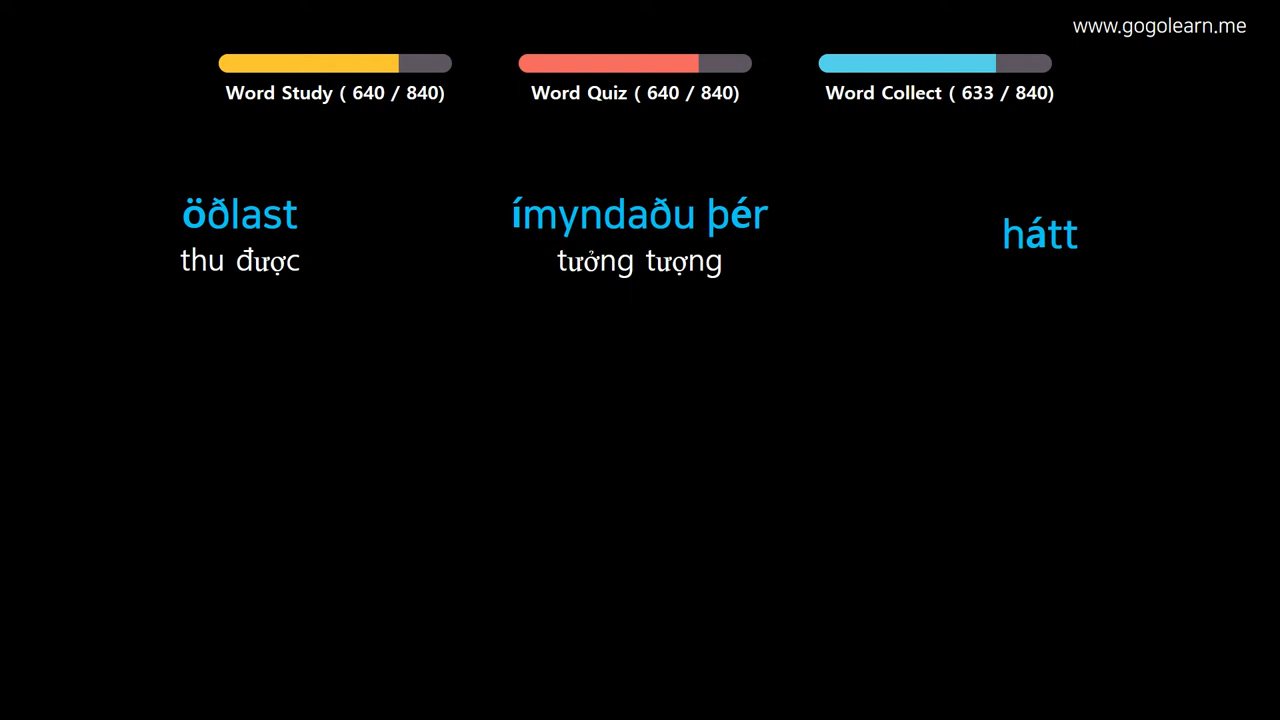 www.gogolearn.me
Word Study ( 640 / 840)
Word Quiz ( 640 / 840)
Word Collect ( 633 / 840)
öðlast
thu được
ímyndaðu þér
tưởng tượng
hátt